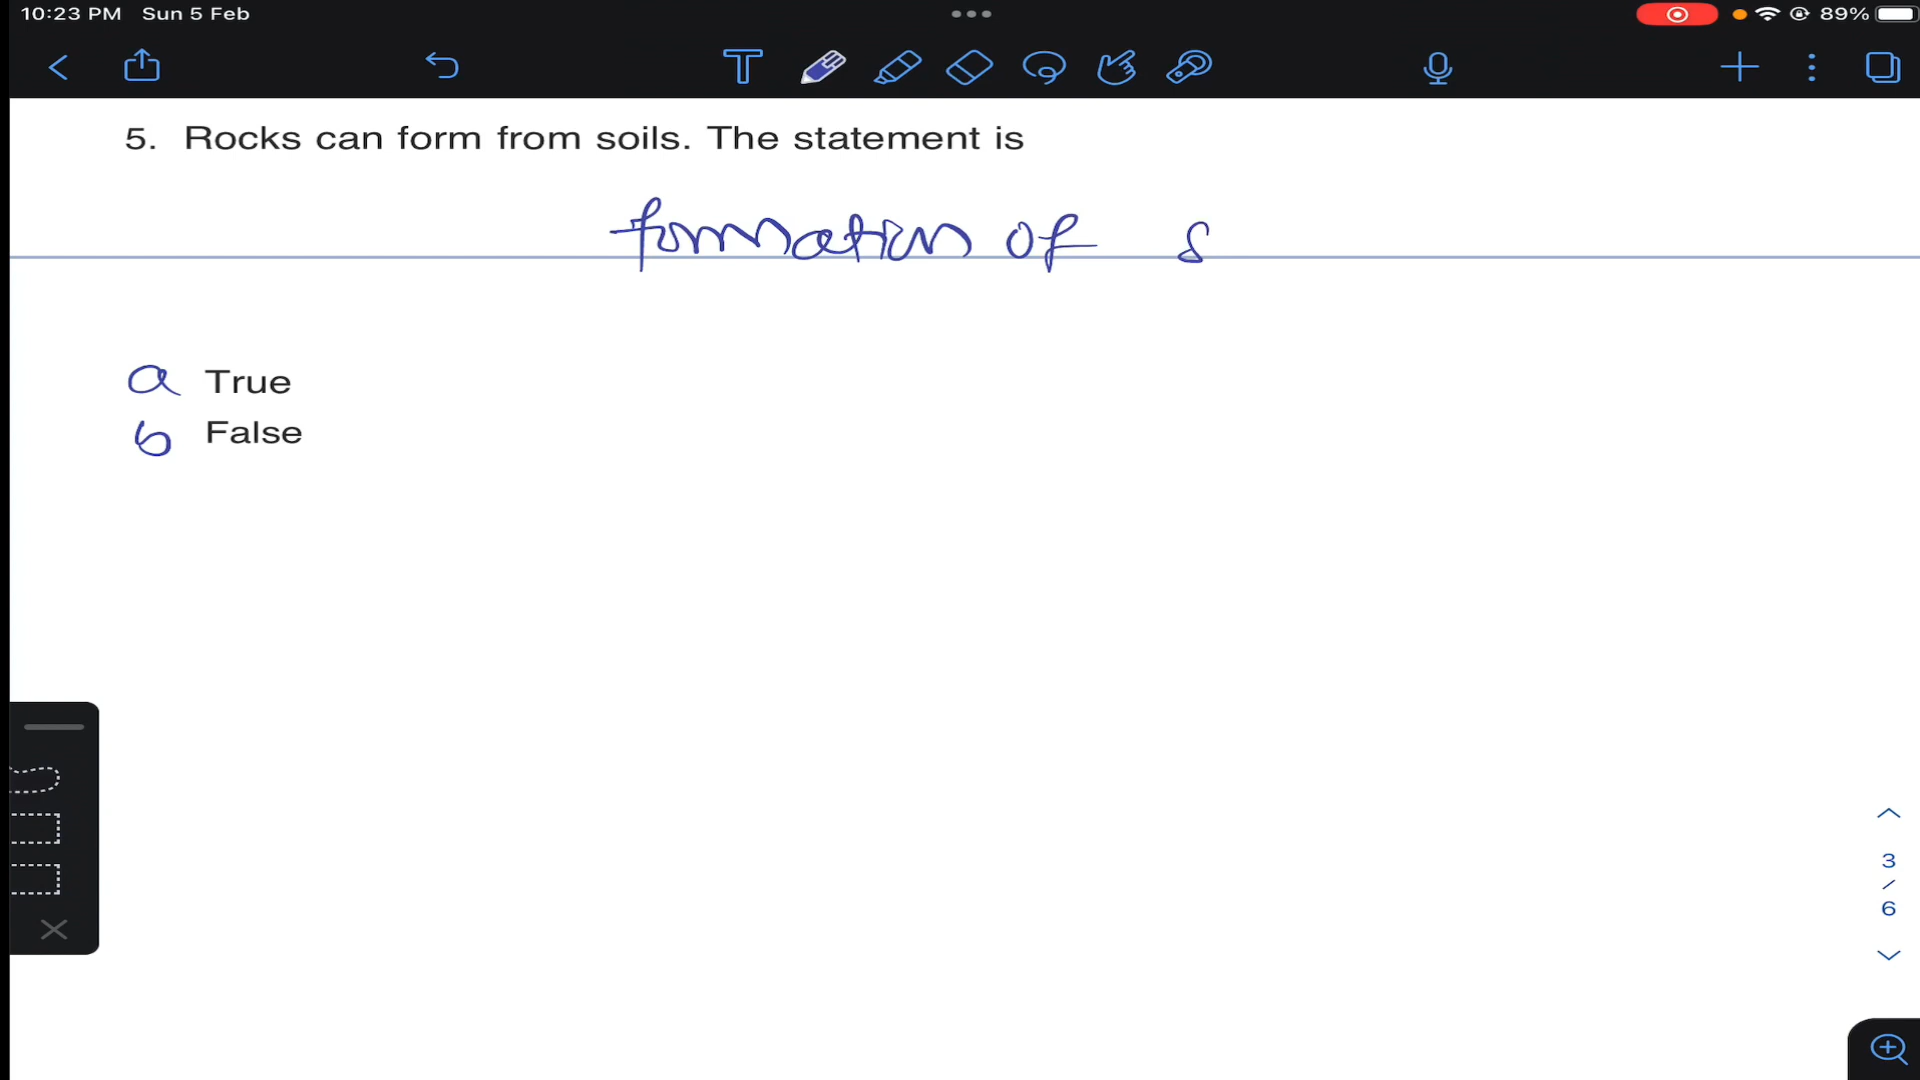 10:23 PM Sun 5 Feb
89%
T
5. Rocks can form from soils. The statement is
formation of s
a True
b False
3
/
6